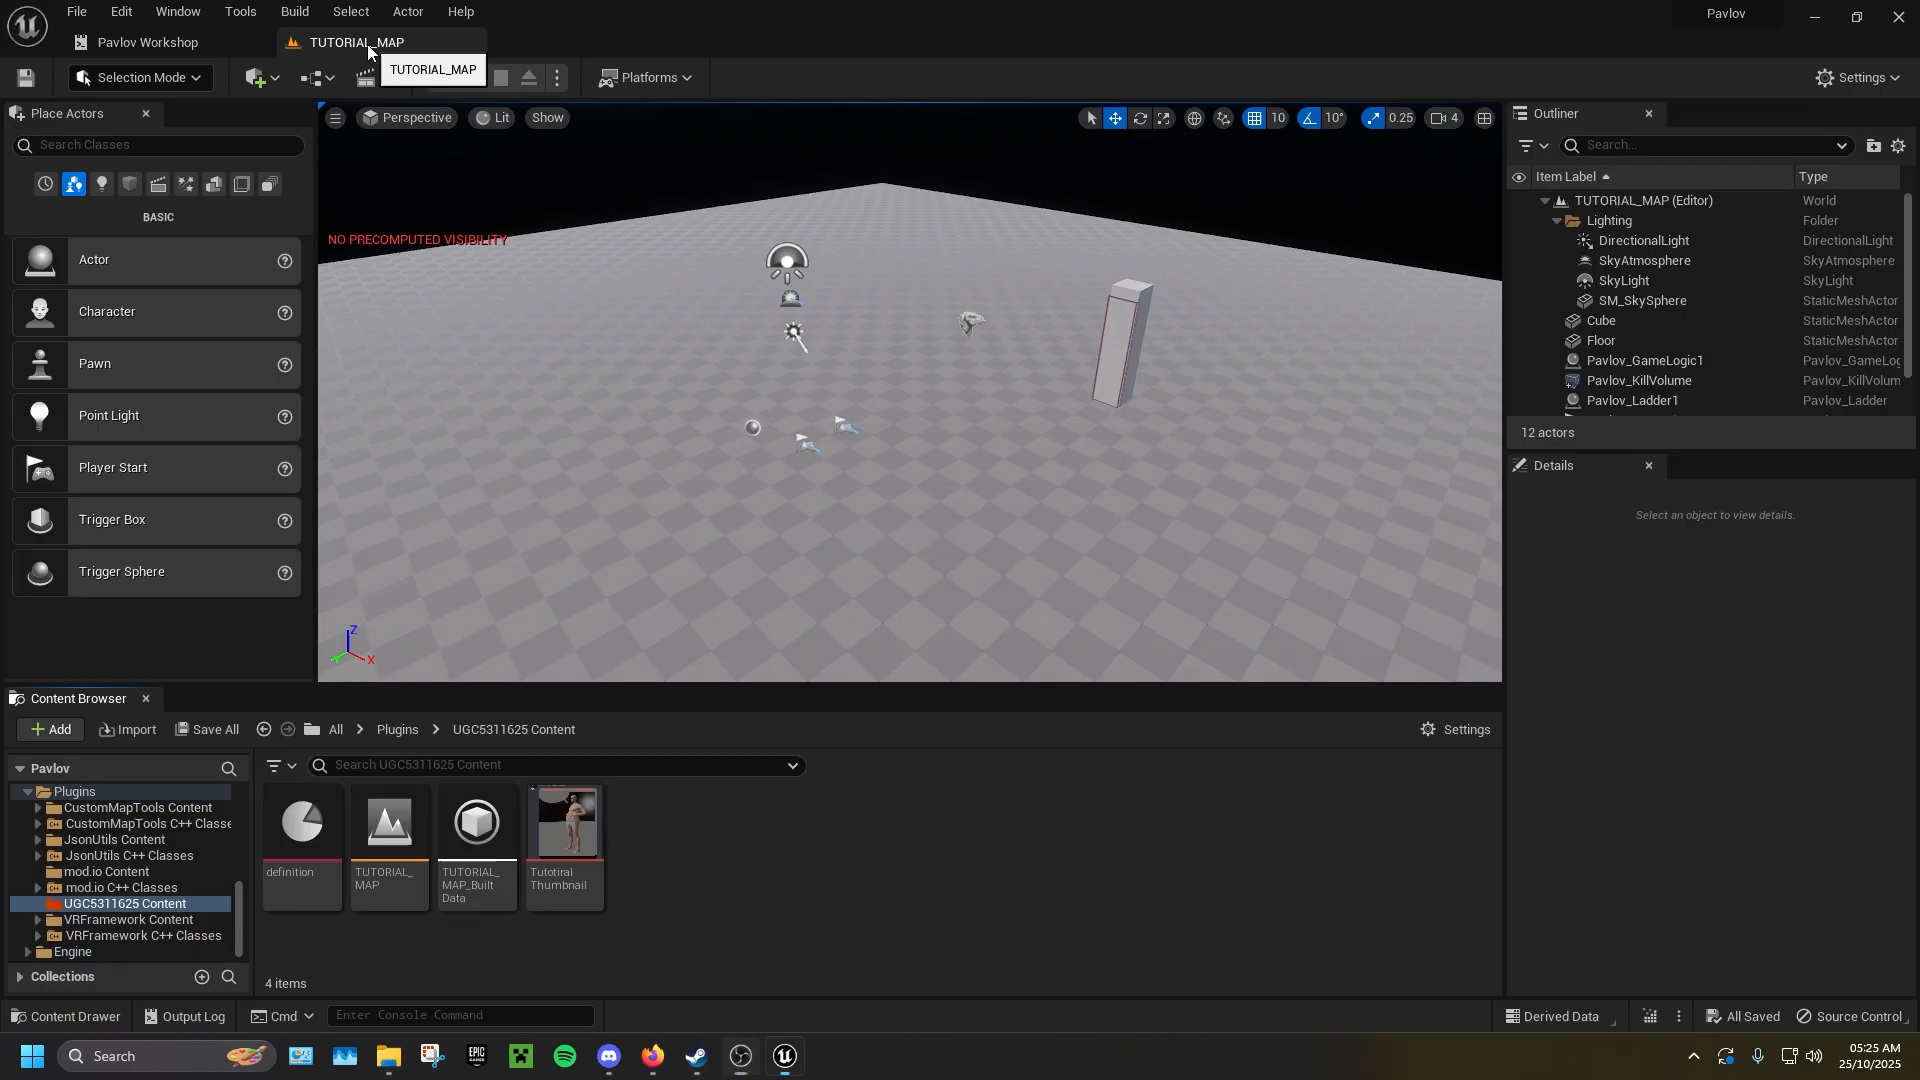 File Edit Window Tools Build Select Actor Help
Pavlov
Pavlov Workshop
TUTORIAL_MAP
TUTORIAL_MAP
Selection Mode
Platforms
Settings
Place Actors
Search Classes
BASIC
Actor
Character
Pawn
Point Light
Player Start
Trigger Box
Trigger Sphere
Perspective
Lit
Show
10
10°
0.25
4
NO PRECOMPUTED VISIBILITY
Z
X
Outliner
Search...
Item Label
Type
TUTORIAL_MAP (Editor) World
Lighting Folder
DirectionalLight DirectionalLight
SkyAtmosphere SkyAtmosphere
SkyLight SkyLight
SM_SkySphere StaticMeshActor
Cube StaticMeshActor
Floor StaticMeshActor
Pavlov_GameLogic1 Pavlov_GameLog
Pavlov_KillVolume Pavlov_KillVolum
Pavlov_Ladder1 Pavlov_Ladder
12 actors
Details
Select an object to view details.
Content Browser
Add
Import
Save All
All
Plugins
UGC5311625 Content
Settings
Pavlov
Plugins
CustomMapTools Content
CustomMapTools C++ Classe
JsonUtils Content
JsonUtils C++ Classes
mod.io Content
mod.io C++ Classes
UGC5311625 Content
VRFramework Content
VRFramework C++ Classes
Engine
Collections
Search UGC5311625 Content
definition
TUTORIAL_
MAP
TUTORIAL_
MAP_Built
Data
Tutotiral
Thumbnail
4 items
Content Drawer
Output Log
Cmd
Enter Console Command
Derived Data
All Saved
Source Control
Search
EPIC
GAMES
05:25 AM
25/10/2025